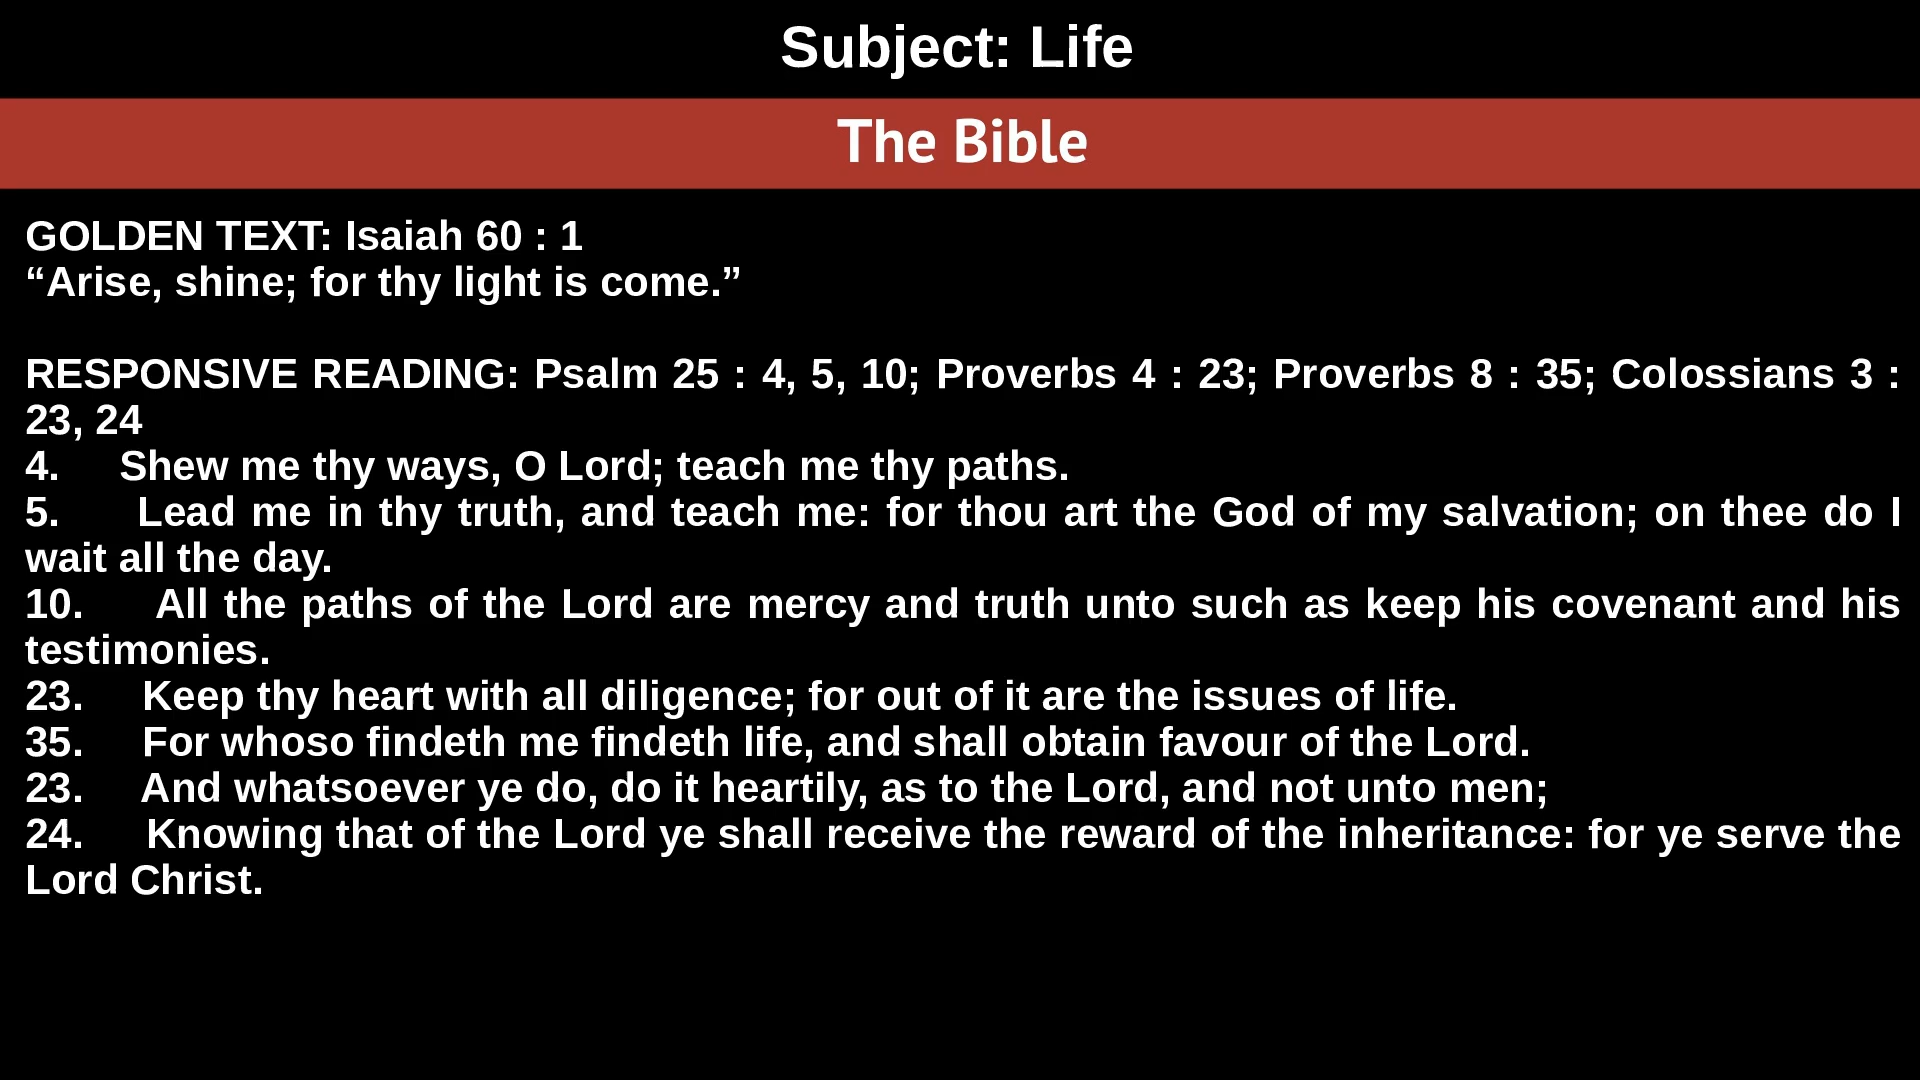 Subject: Life
The Bible
GOLDEN TEXT: Isaiah 60 : 1
“Arise, shine; for thy light is come.”
RESPONSIVE READING: Psalm 25 : 4, 5, 10; Proverbs 4 : 23; Proverbs 8 : 35; Colossians 3 :
23, 24
4. Shew me thy ways, O Lord; teach me thy paths.
5. Lead me in thy truth, and teach me: for thou art the God of my salvation; on thee do I
wait all the day.
10. All the paths of the Lord are mercy and truth unto such as keep his covenant and his
testimonies.
23. Keep thy heart with all diligence; for out of it are the issues of life.
35. For whoso findeth me findeth life, and shall obtain favour of the Lord.
23. And whatsoever ye do, do it heartily, as to the Lord, and not unto men;
24. Knowing that of the Lord ye shall receive the reward of the inheritance: for ye serve the
Lord Christ.